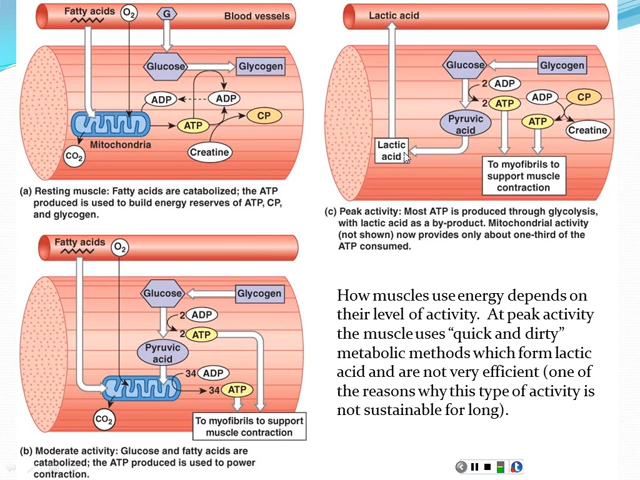 Fatty acids
O2
G
Blood vessels
Glucose
Glycogen
ADP
ADP
CP
ATP
Creatine
Mitochondria
CO2
(a) Resting muscle: Fatty acids are catabolized; the ATP
produced is used to build energy reserves of ATP, CP,
and glycogen.
Fatty acids
O2
Glucose
Glycogen
2 ADP
2 ATP
Pyruvic
acid
34 ADP
34 ATP
CO2
To myofibrils to support
muscle contraction
(b) Moderate activity: Glucose and fatty acids are
catabolized; the ATP produced is used to power
contraction.
Lactic acid
Glucose
Glycogen
2 ADP
2 ATP
ADP
CP
Pyruvic
acid
ATP
Creatine
Lactic
acid
To myofibrils to
support muscle
contraction
(c) Peak activity: Most ATP is produced through glycolysis,
with lactic acid as a by-product. Mitochondrial activity
(not shown) now provides only about one-third of the
ATP consumed.
How muscles use energy depends on
their level of activity. At peak activity
the muscle uses “quick and dirty”
metabolic methods which form lactic
acid and are not very efficient (one of
the reasons why this type of activity is
not sustainable for long).